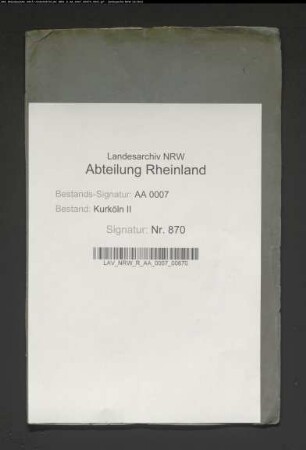 Landesarchiv NRW
Abteilung Rheinland
Bestands-Signatur: AA 0007
Bestand: Kurköln II
Signatur: Nr. 870
LAV_NRW_R_AA_0007_00870